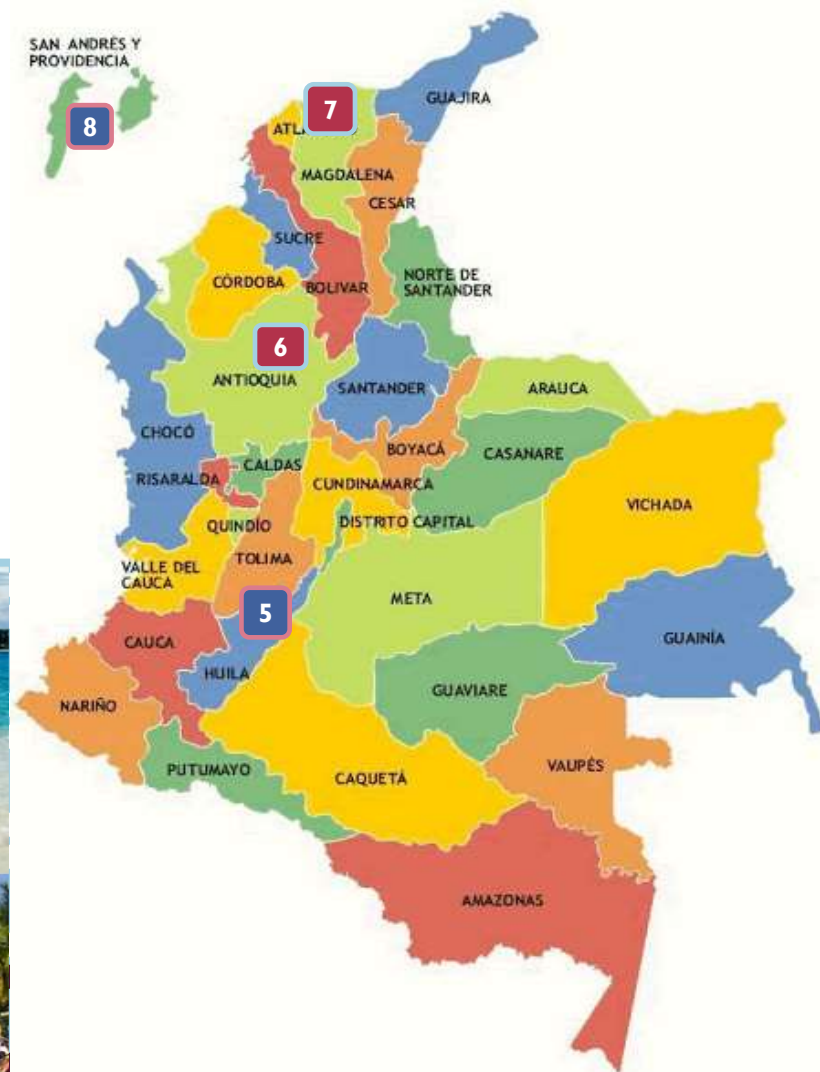 SAN ANDRÉS Y
PROVIDENCIA
8
GUAJIRA
7
MAGDALENA
CESAR
SUCRE
CÓRDOBA
BOLIVAR
NORTE DE
SANTANDER
6
ANTIOQUIA
SANTANDER
ARAUCA
CHOCÓ
BOYACÁ
CASANARE
CALDAS
RISARALDA
CUNDINAMARCA
VICHADA
QUINDÍO
DISTRITO CAPITAL
TOLIMA
VALLE DEL
CAUCA
META
5
CAUCA
GUAINÍA
HUILA
GUAVIARE
NARIÑO
VAUPÉS
PUTUMAYO
CAQUETÁ
AMAZONAS